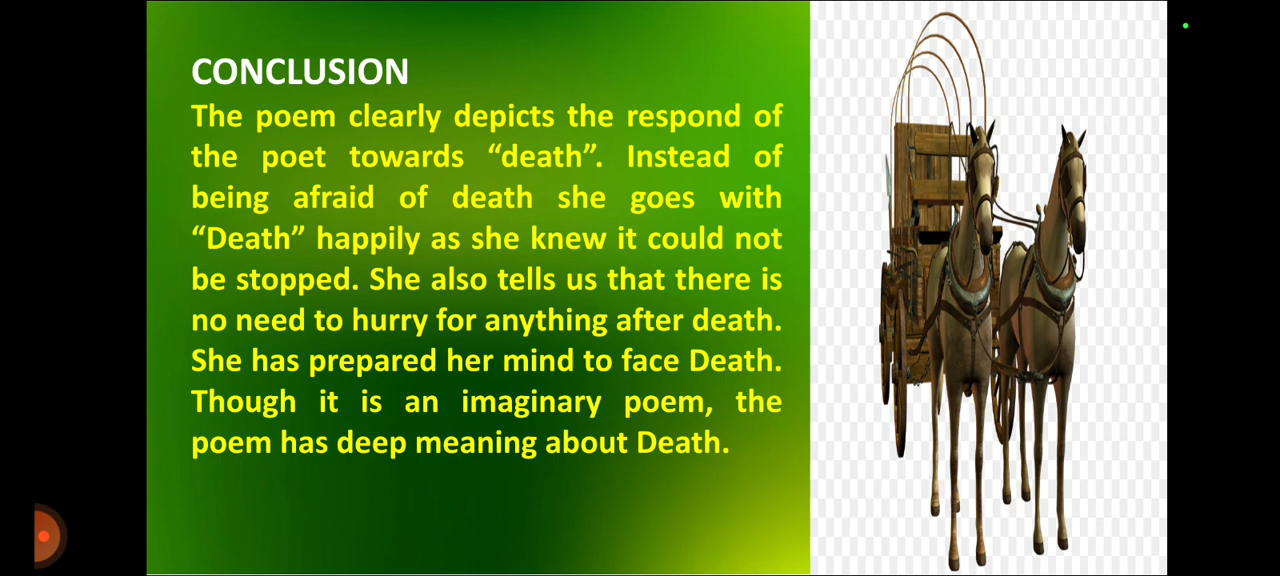 CONCLUSION
The poem clearly depicts the respond of
the poet towards “death”. Instead of
being afraid of death she goes with
“Death” happily as she knew it could not
be stopped. She also tells us that there is
no need to hurry for anything after death.
She has prepared her mind to face Death.
Though it is an imaginary poem, the
poem has deep meaning about Death.